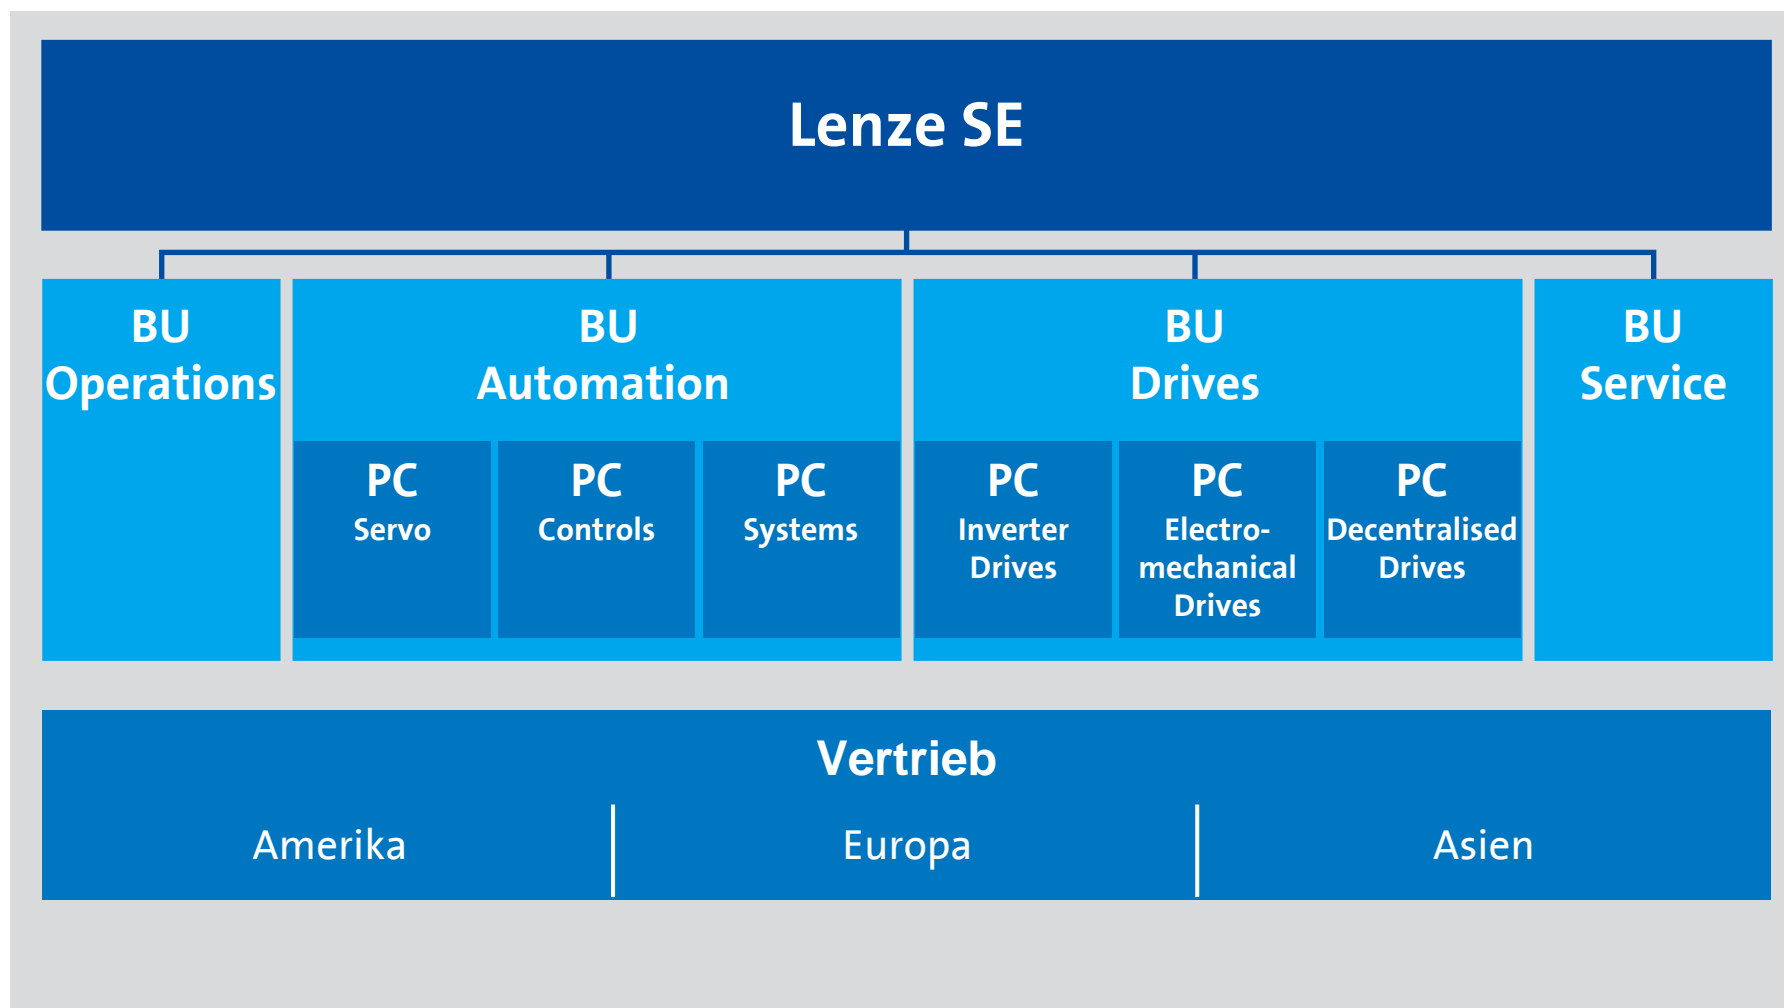 Lenze SE
BU
Operations
BU
Automation
PC
Servo
PC
Controls
PC
Systems
BU
Drives
PC
Inverter
Drives
PC
Electro-
mechanical
Drives
PC
Decentralised
Drives
BU
Service
Vertrieb
Amerika
Europa
Asien